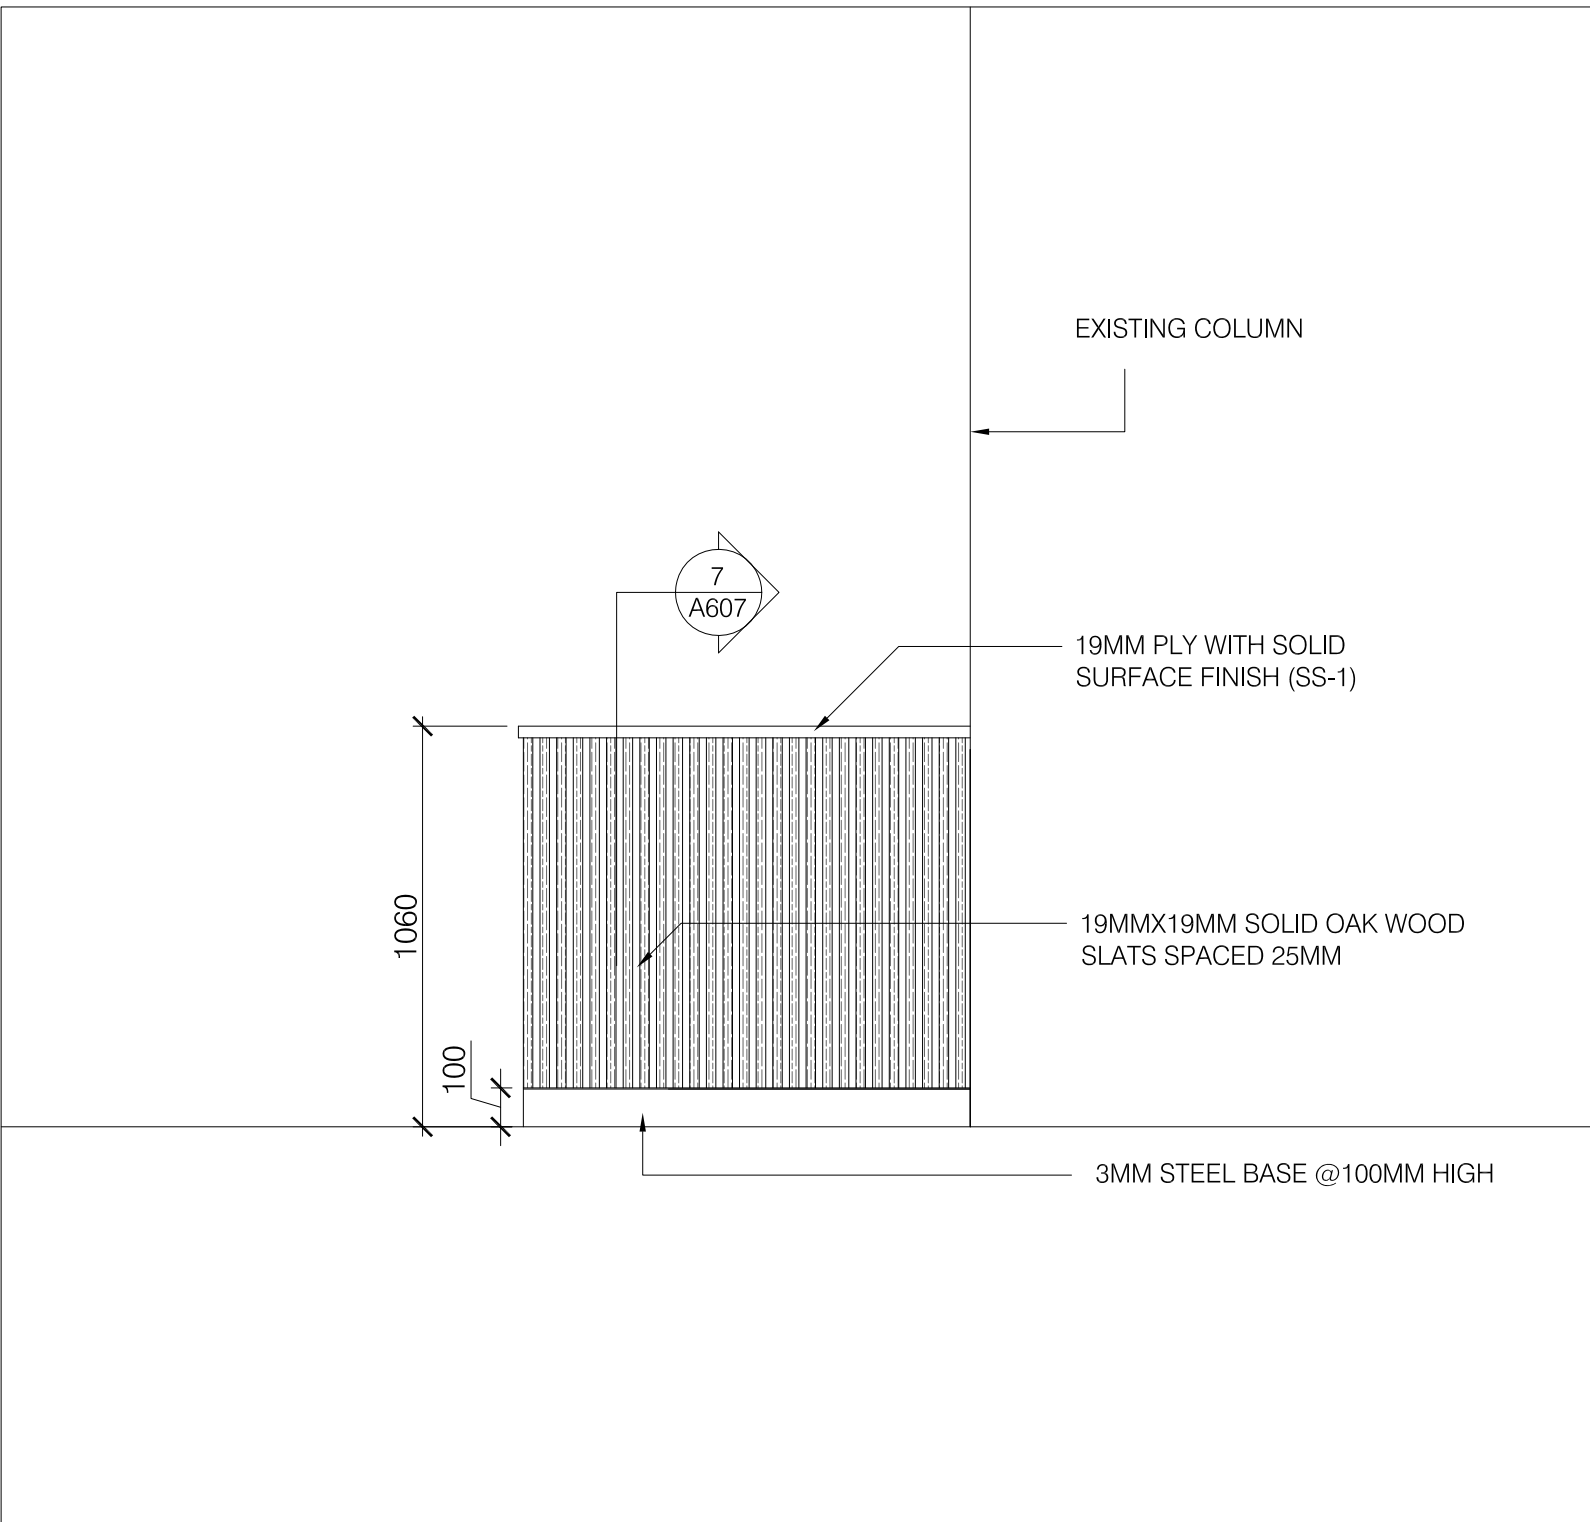 EXISTING COLUMN
7
A607
19MM PLY WITH SOLID
SURFACE FINISH (SS-1)
1060
19MMX19MM SOLID OAK WOOD
SLATS SPACED 25MM
100
3MM STEEL BASE @100MM HIGH